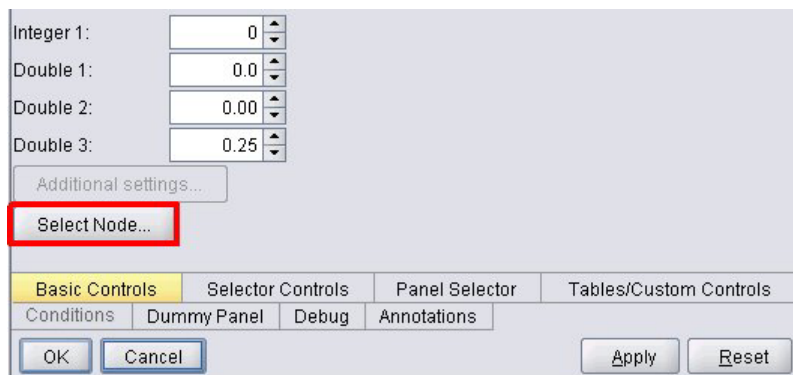 Integer 1: 0
Double 1: 0.0
Double 2: 0.00
Double 3: 0.25
Additional settings...
Select Node...
Basic Controls Selector Controls Panel Selector Tables/Custom Controls
Conditions Dummy Panel Debug Annotations
OK Cancel Apply Reset